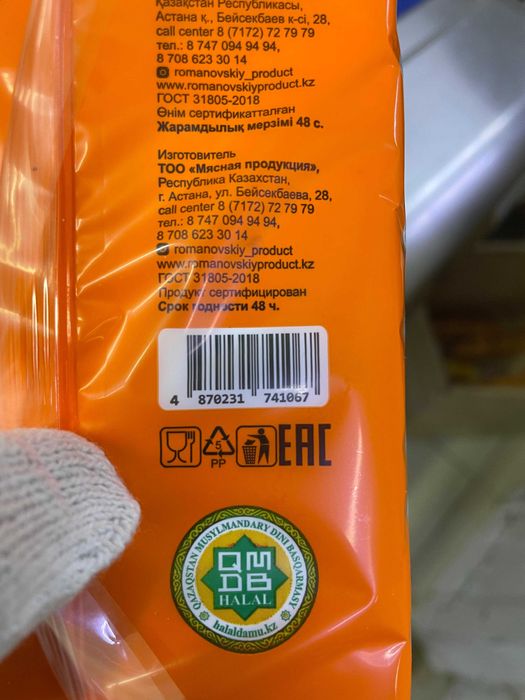 Қазақстан Республикасы,
Астана қ., Бейсекбаев к-сі, 28,
call center 8 (7172) 72 79 79
тел.: 8 747 094 94 94,
8 708 623 30 14
romanovskiy_product
www.romanovskiyproduct.kz
ГОСТ 31805-2018
Өнім сертификатталған
Жарамдылық мерзімі 48 с.
Изготовитель
ТОО «Мясная продукция»,
Республика Казахстан,
г. Астана, ул. Бейсекбаева, 28,
call center 8 (7172) 72 79 79
тел.: 8 747 094 94 94,
8 708 623 30 14
romanovskiy_product
www.romanovskiyproduct.kz
ГОСТ 31805-2018
Продукт сертифицирован
Срок годности 48 ч.
4 870231 741067
5
PP
EAC
QAZAQSTAN MUSYLMANDARY DINI BASQARMASY
QM
DB
HALAL
halaldamu.kz